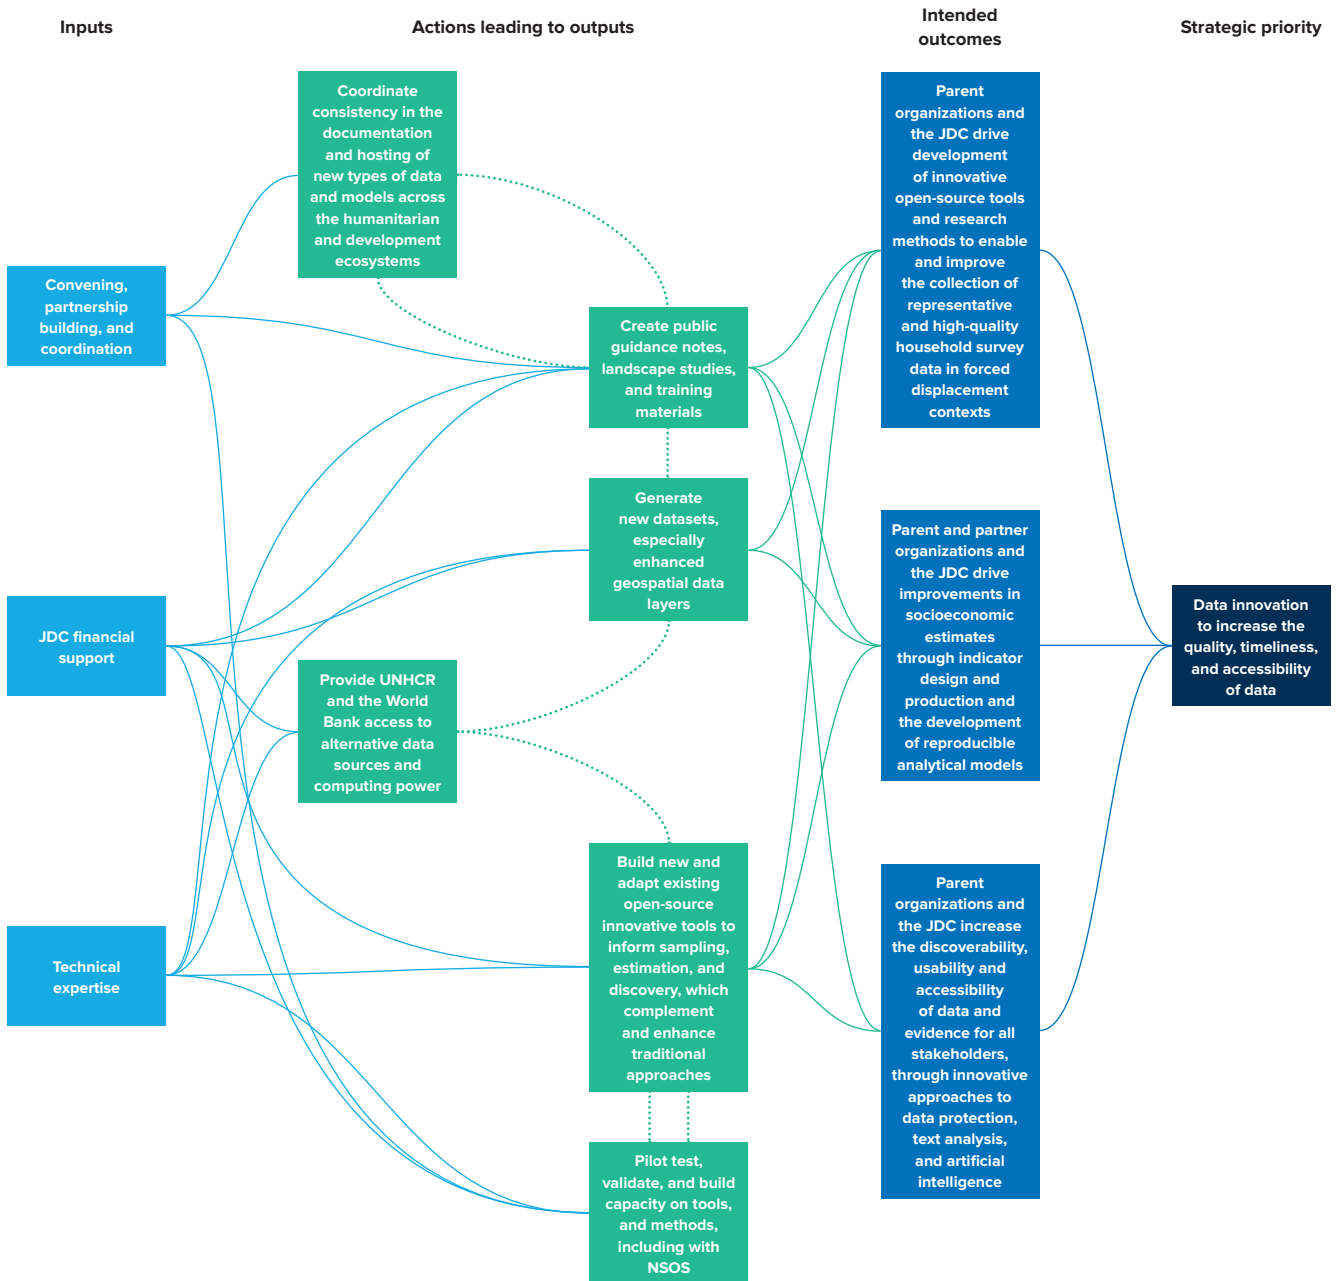 Inputs
Actions leading to outputs
Intended
outcomes
Strategic priority
Convening,
partnership
building, and
coordination
JDC financial
support
Technical
expertise
Coordinate
consistency in the
documentation
and hosting of
new types of data
and models across
the humanitarian
and development
ecosystems
Provide UNHCR
and the World
Bank access to
alternative data
sources and
computing power
Create public
guidance notes,
landscape studies,
and training
materials
Generate
new datasets,
especially
enhanced
geospatial data
layers
Build new and
adapt existing
open-source
innovative tools to
inform sampling,
estimation, and
discovery, which
complement
and enhance
traditional
approaches
Pilot test,
validate, and build
capacity on tools,
and methods,
including with
NSOS
Parent
organizations and
the JDC drive
development
of innovative
open-source tools
and research
methods to enable
and improve
the collection of
representative
and high-quality
household survey
data in forced
displacement
contexts
Parent and partner
organizations and
the JDC drive
improvements in
socioeconomic
estimates
through indicator
design and
production and
the development
of reproducible
analytical models
Parent
organizations and
the JDC increase
the discoverability,
usability and
accessibility
of data and
evidence for all
stakeholders,
through innovative
approaches to
data protection,
text analysis,
and artificial
intelligence
Data innovation
to increase the
quality, timeliness,
and accessibility
of data